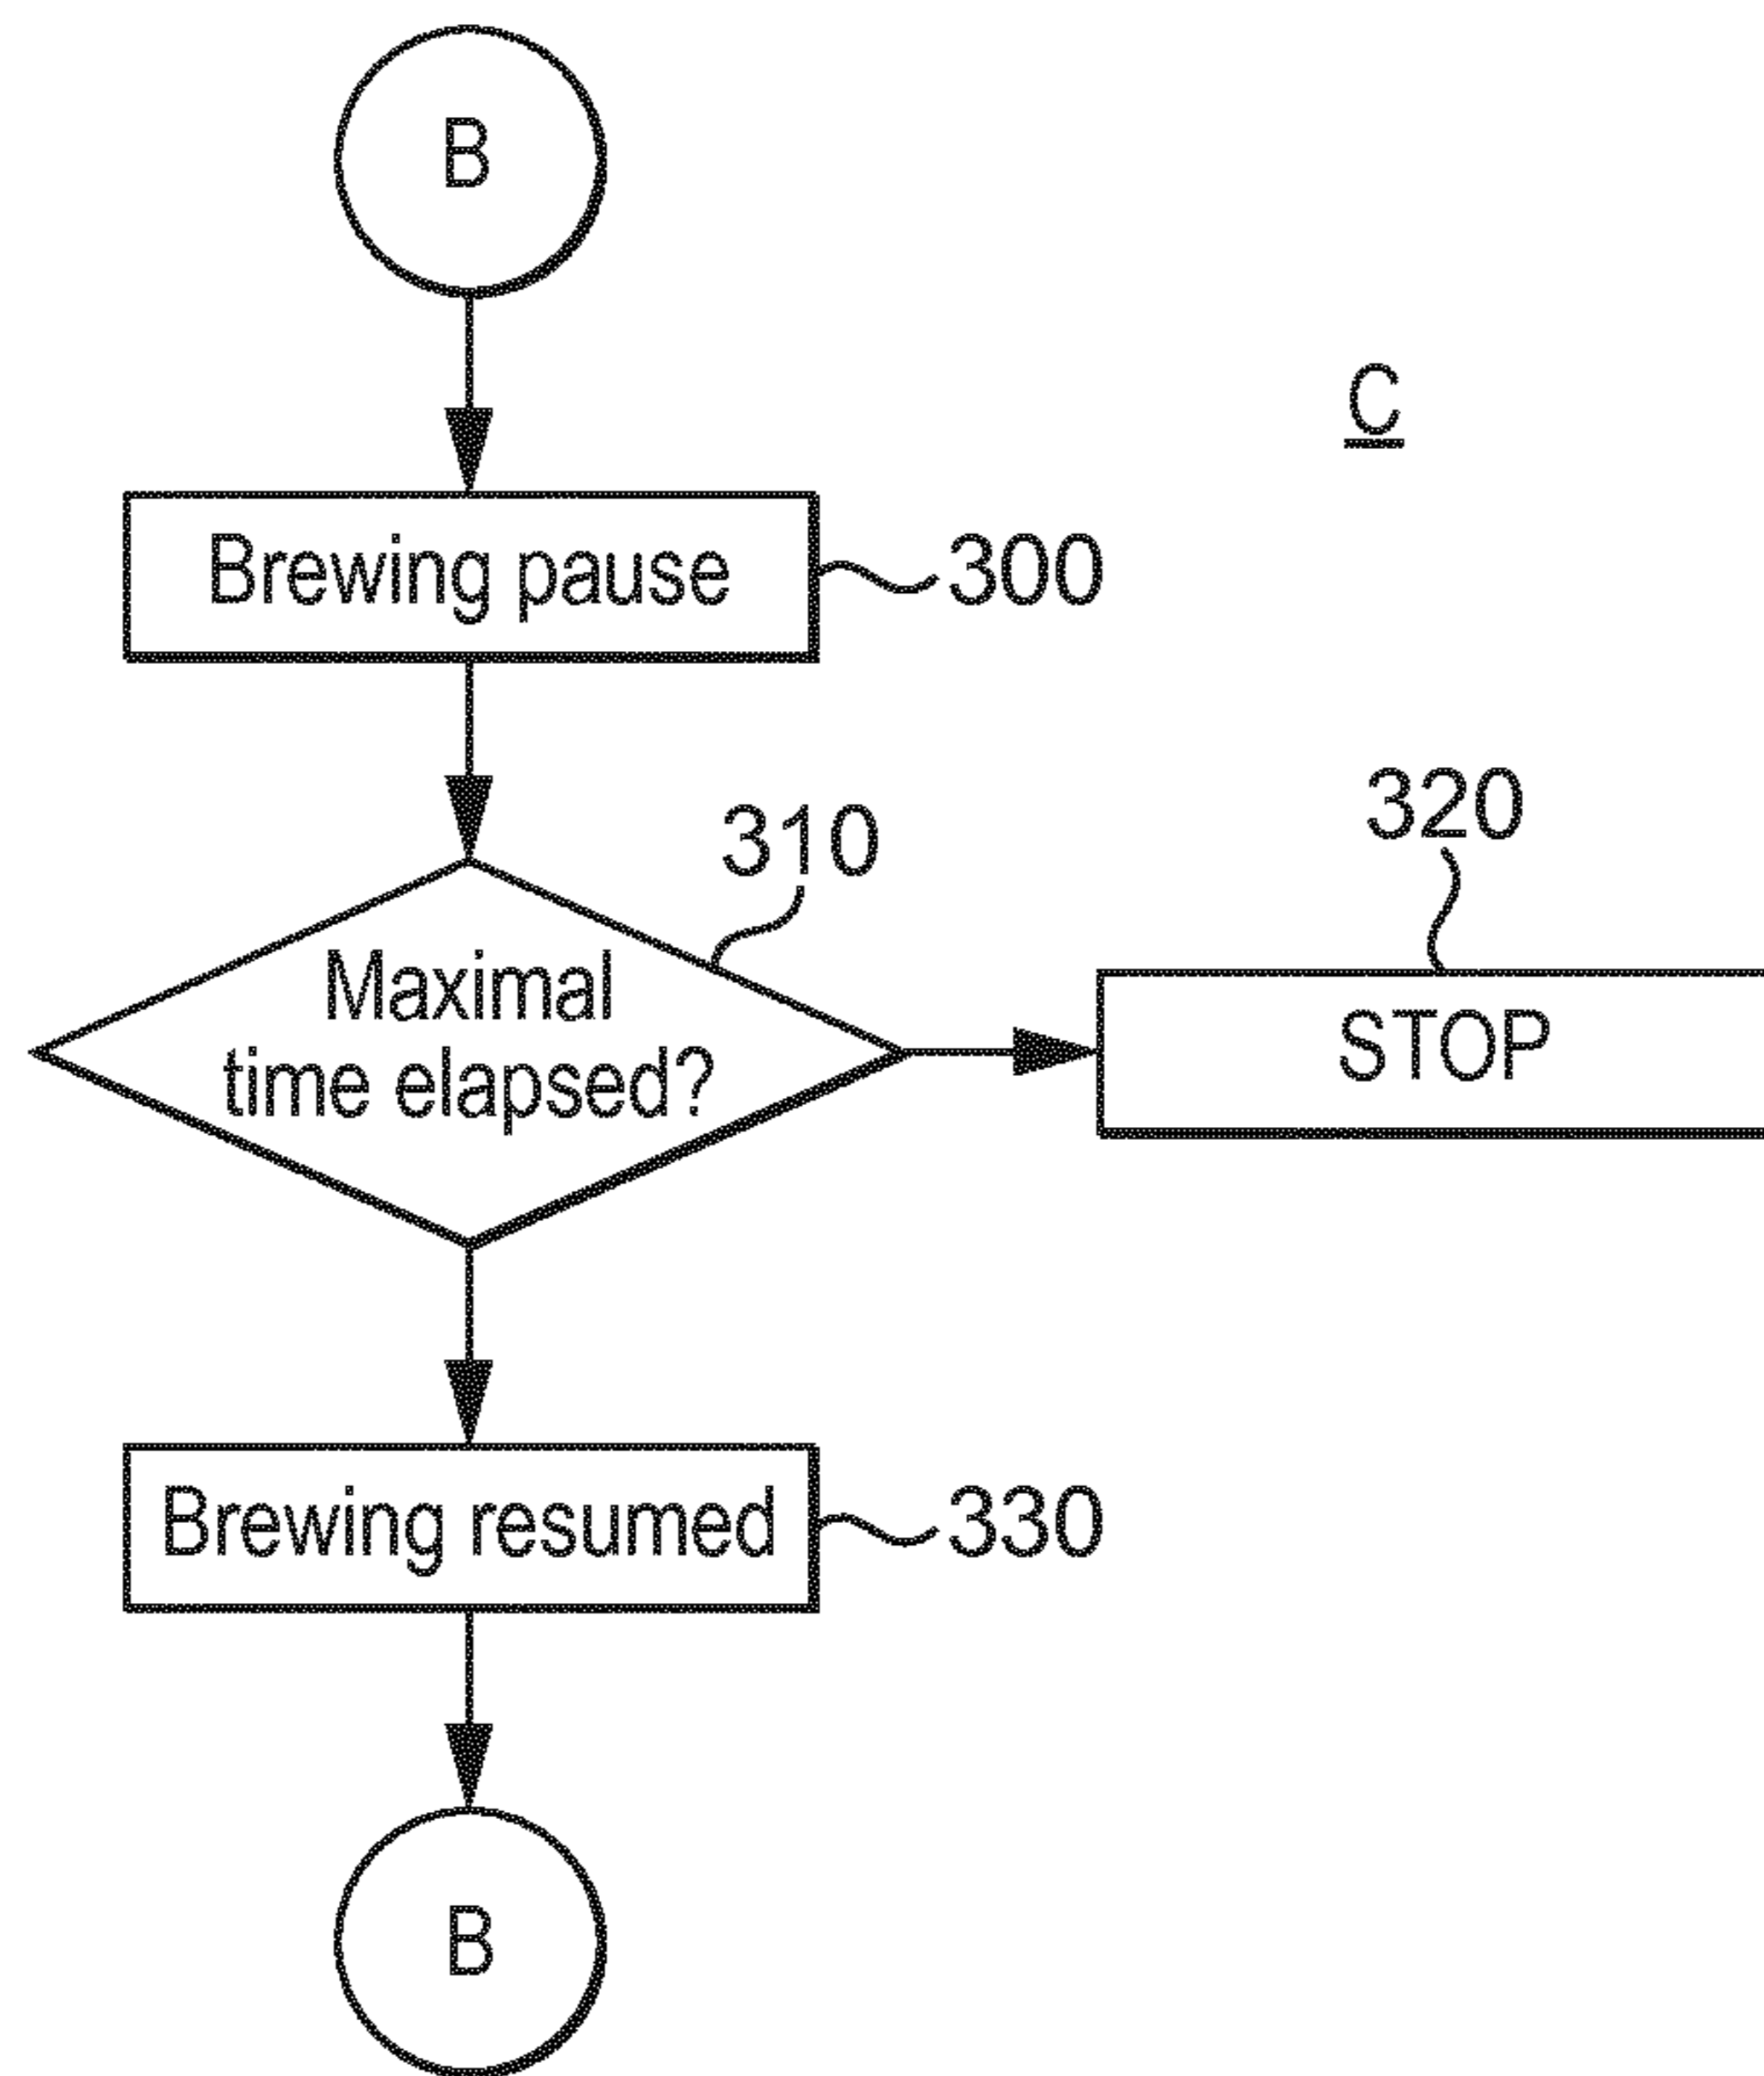 B
C
Brewing pause
300
310
320
Maximal
time elapsed?
STOP
Brewing resumed
330
B